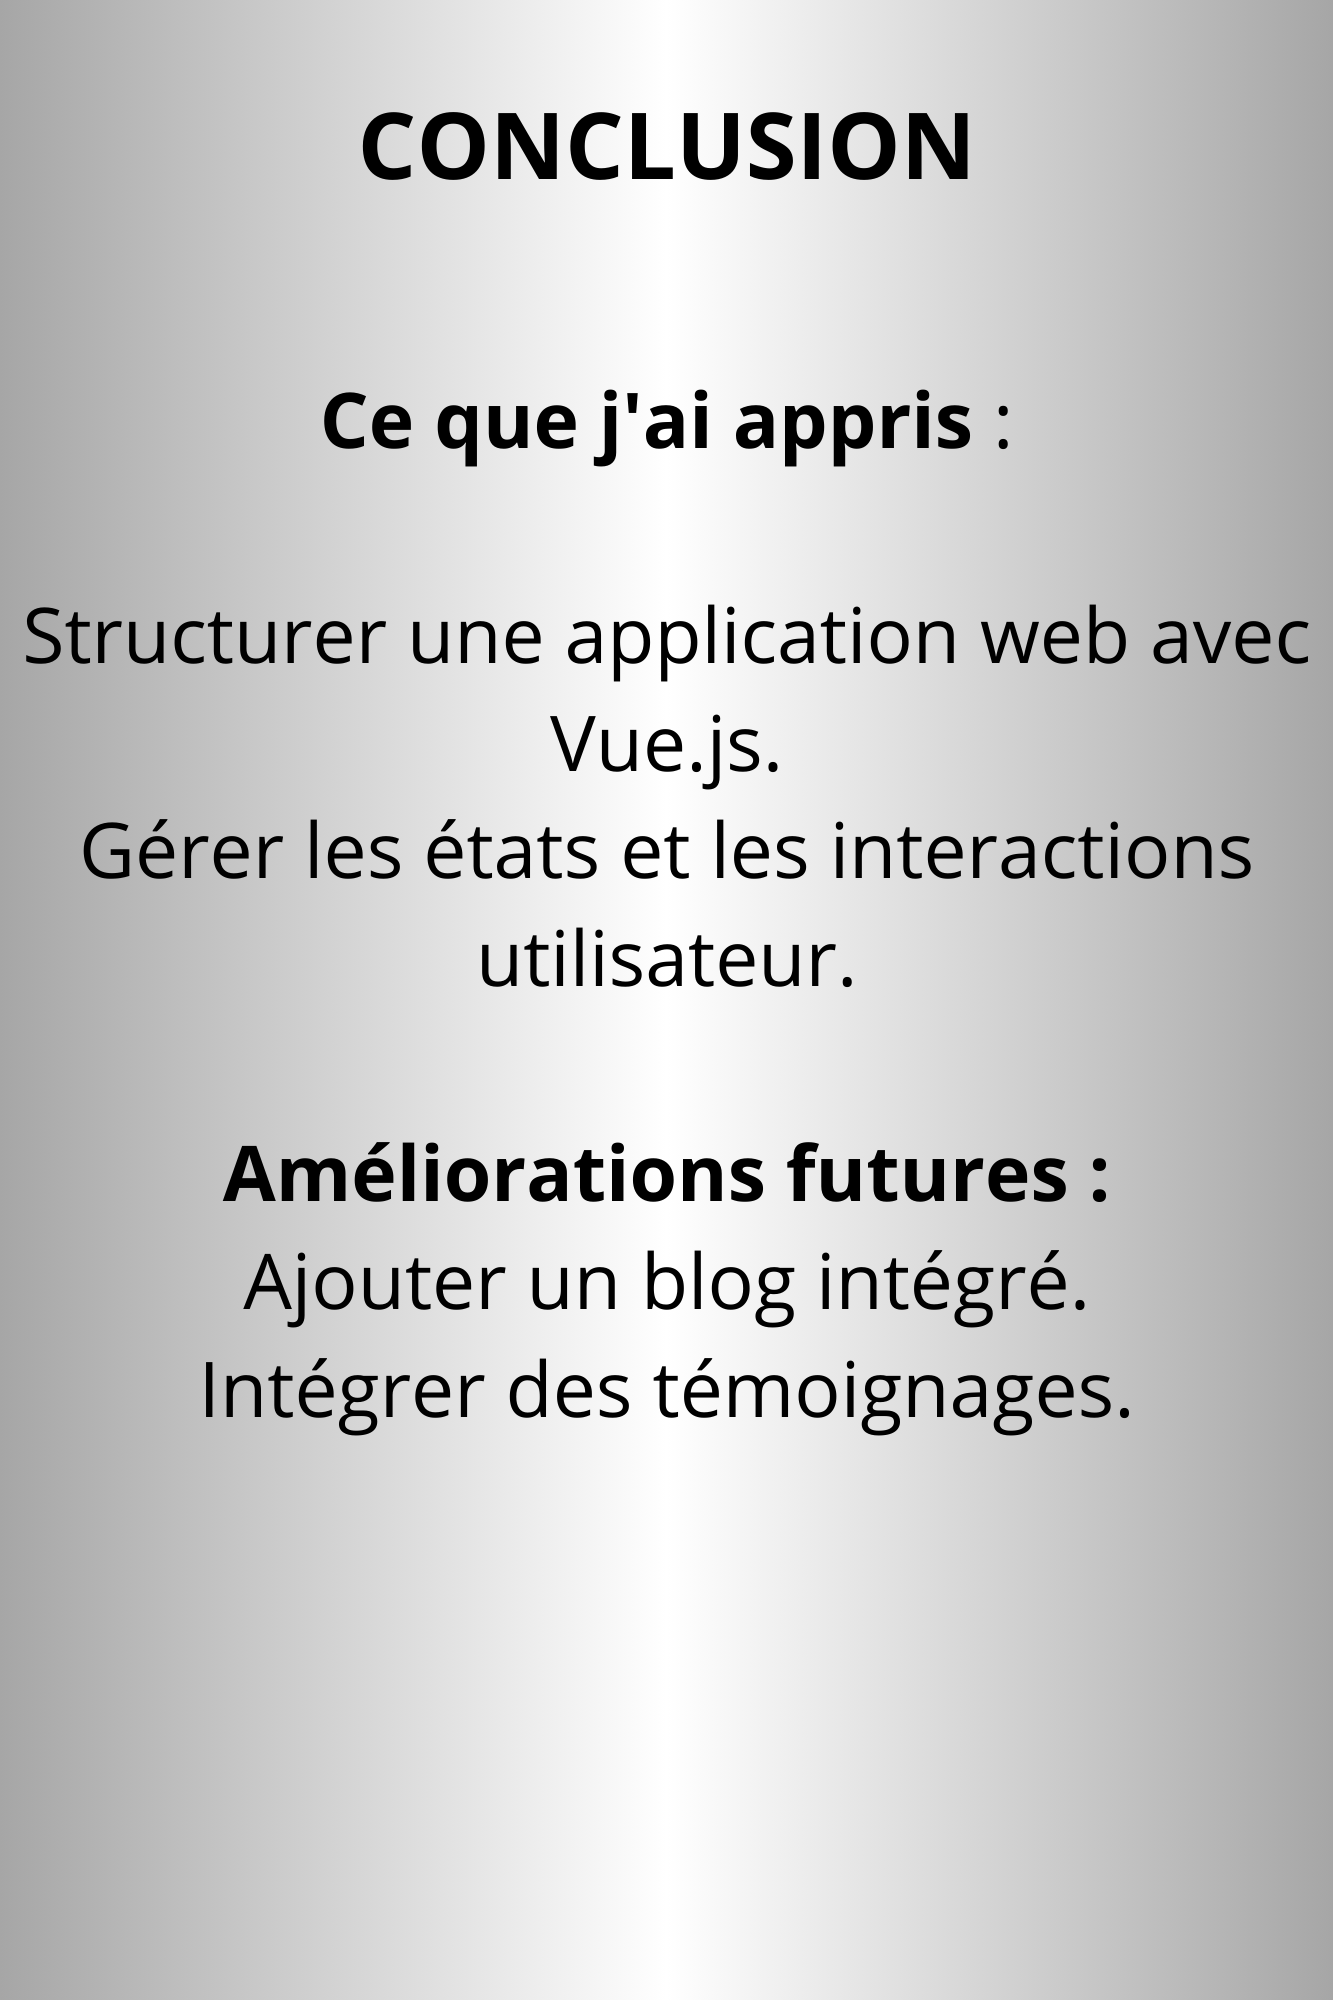 CONCLUSION
Ce que j'ai appris :
Structurer une application web avec
Vue.js.
Gérer les états et les interactions
utilisateur.
Améliorations futures :
Ajouter un blog intégré.
Intégrer des témoignages.